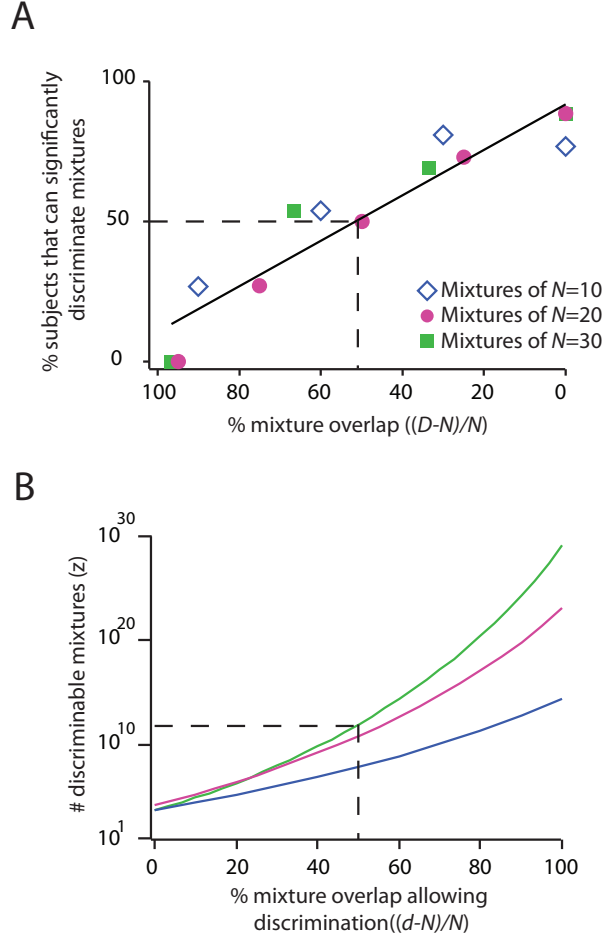 A
% subjects that can significantly
discriminate mixtures
100
50
0
Mixtures of N=10
Mixtures of N=20
Mixtures of N=30
100 80 60 40 20 0
% mixture overlap ((D-N)/N)
B
# discriminable mixtures (z)
10^30
10^20
10^10
10^1
0 20 40 60 80 100
% mixture overlap allowing
discrimination((d-N)/N)